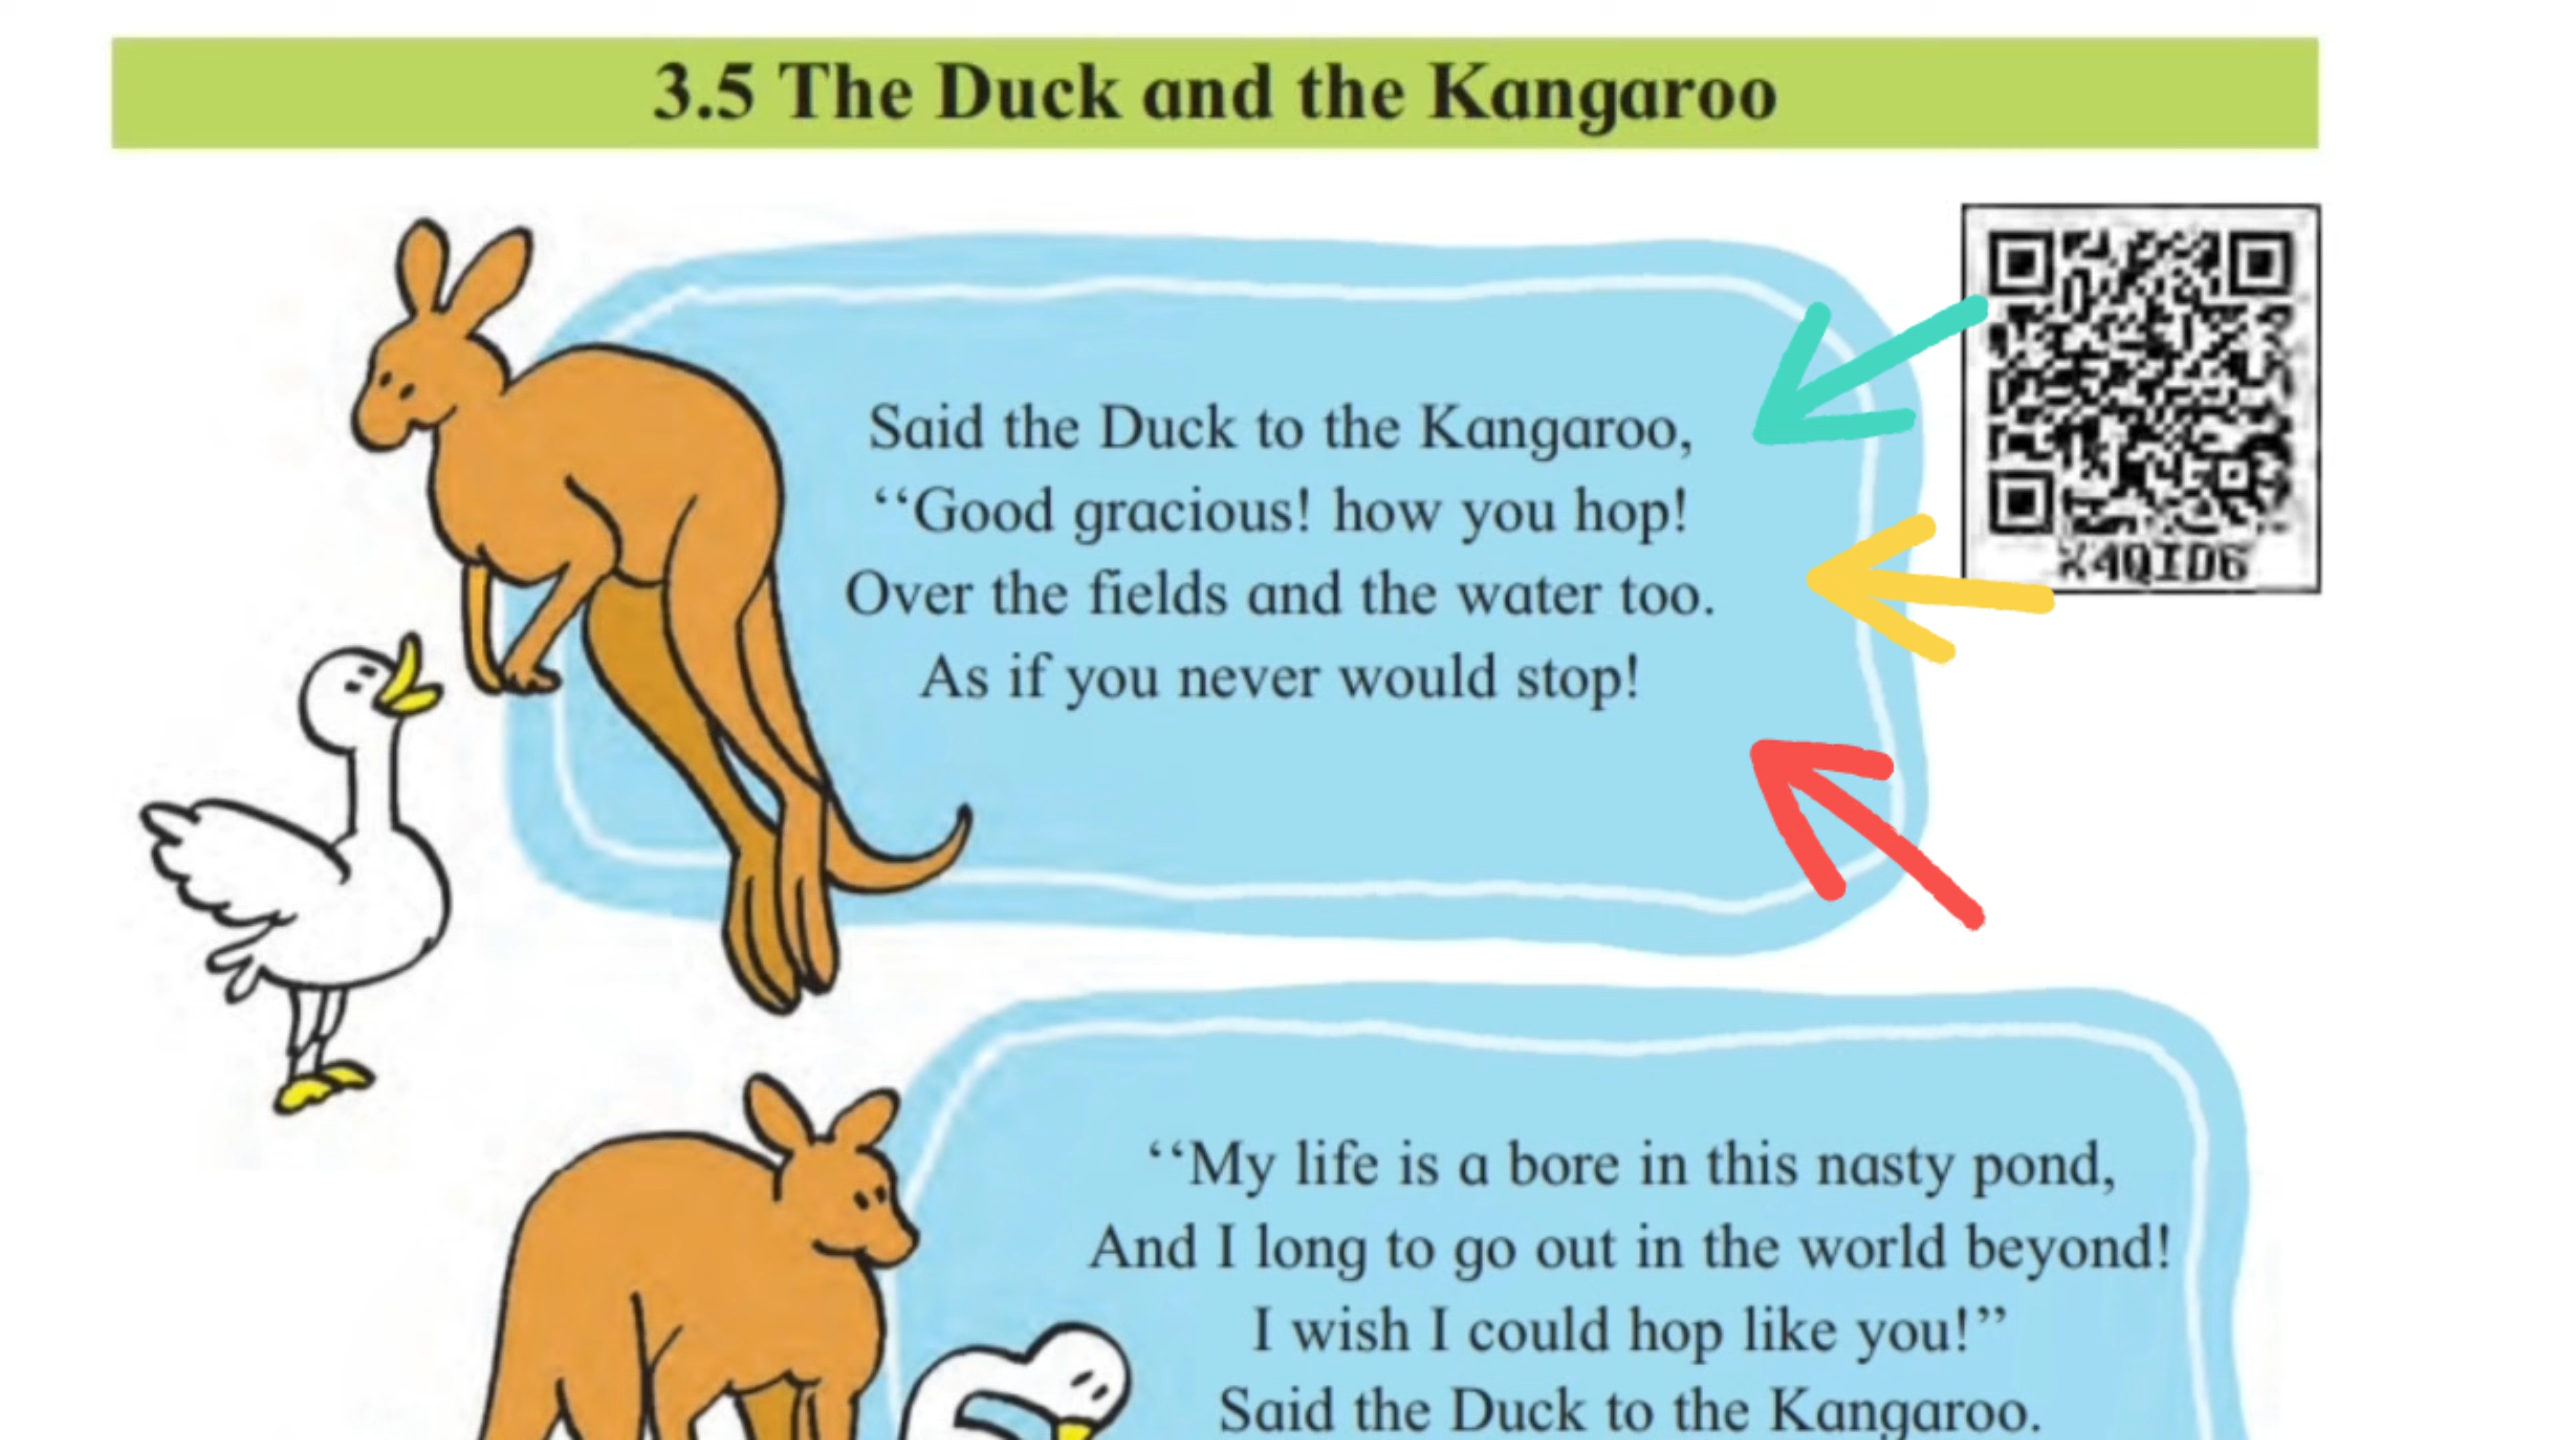 3.5 The Duck and the Kangaroo
Said the Duck to the Kangaroo,
‘‘Good gracious! how you hop!
Over the fields and the water too.
As if you never would stop!
X4QID6
‘‘My life is a bore in this nasty pond,
And I long to go out in the world beyond!
I wish I could hop like you!’’
Said the Duck to the Kangaroo.